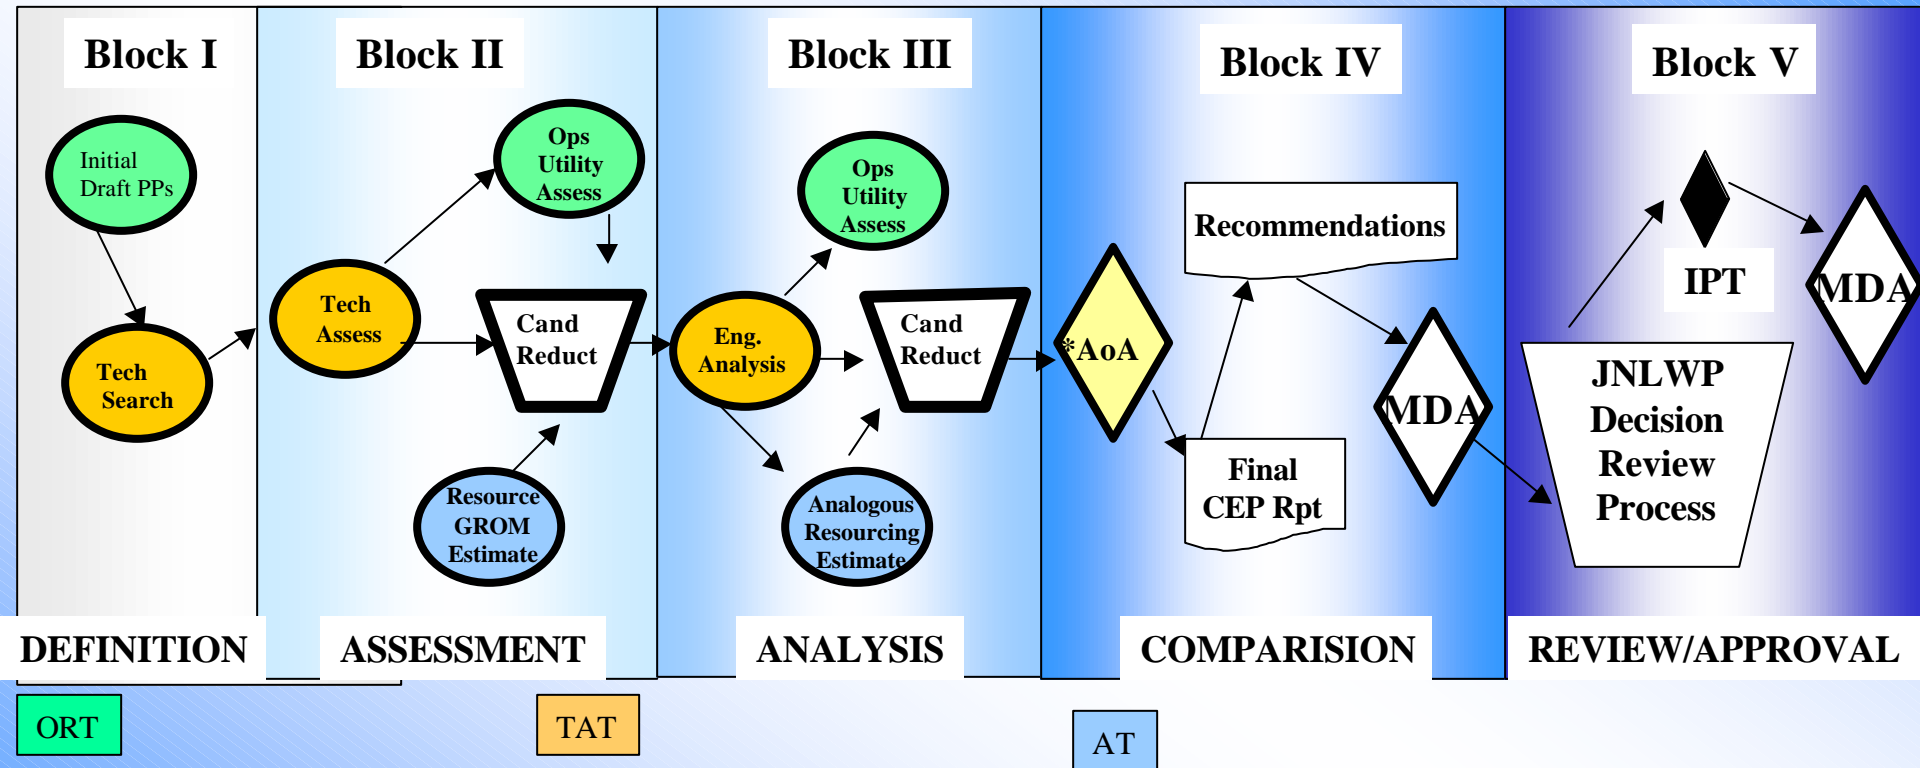 Block I
Initial
Draft PPs
Tech
Search
DEFINITION
Block II
Ops
Utility
Assess
Tech
Assess
Cand
Reduct
Resource
GROM
Estimate
ASSESSMENT
Block III
Ops
Utility
Assess
Eng.
Analysis
Cand
Reduct
Analogous
Resourcing
Estimate
ANALYSIS
Block IV
Recommendations
*AoA
MDA
Final
CEP Rpt
COMPARISION
Block V
IPT
MDA
JNLWP
Decision
Review
Process
REVIEW/APPROVAL
ORT
TAT
AT